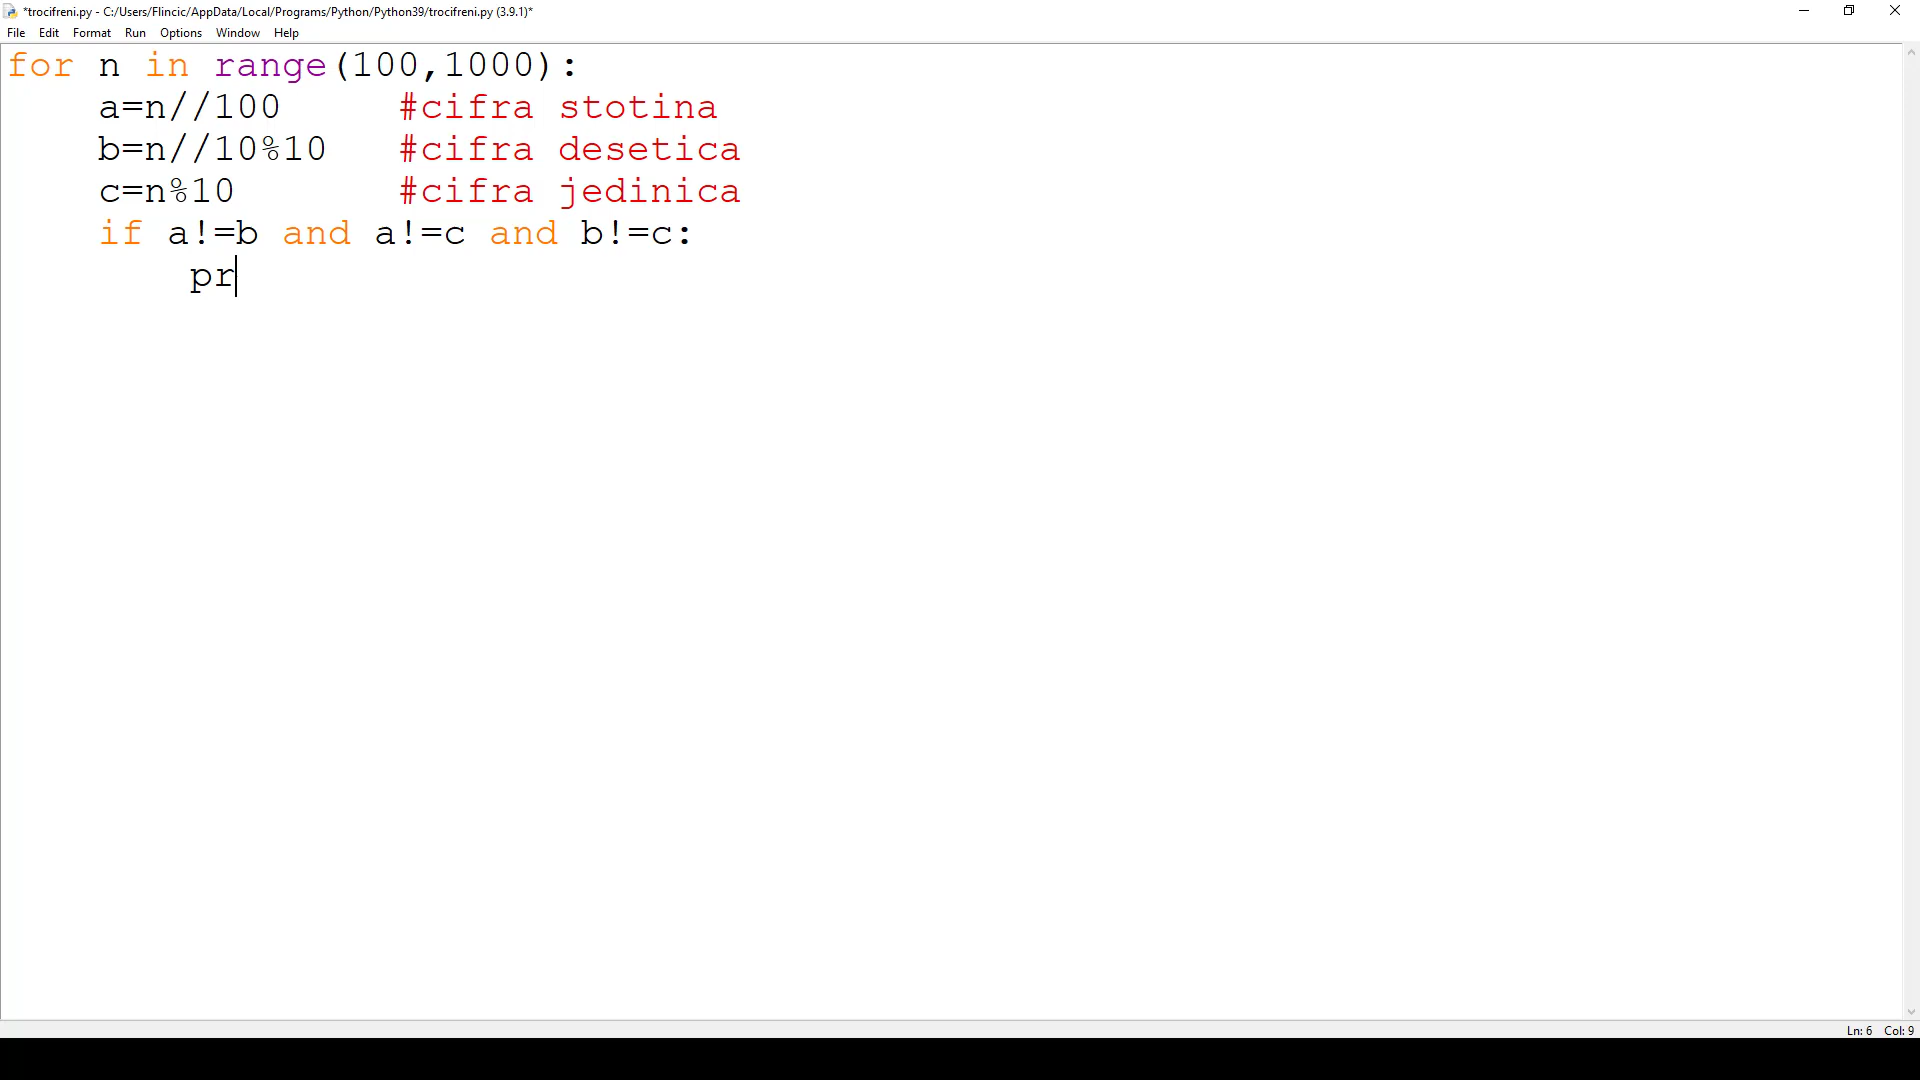 *trocifreni.py - C:/Users/Flincic/AppData/Local/Programs/Python/Python39/trocifreni.py (3.9.1)*
File Edit Format Run Options Window Help
for n in range(100,1000):
    a=n//100     #cifra stotina
    b=n//10%10   #cifra desetica
    c=n%10       #cifra jedinica
    if a!=b and a!=c and b!=c:
        pr
Ln: 6 Col: 9